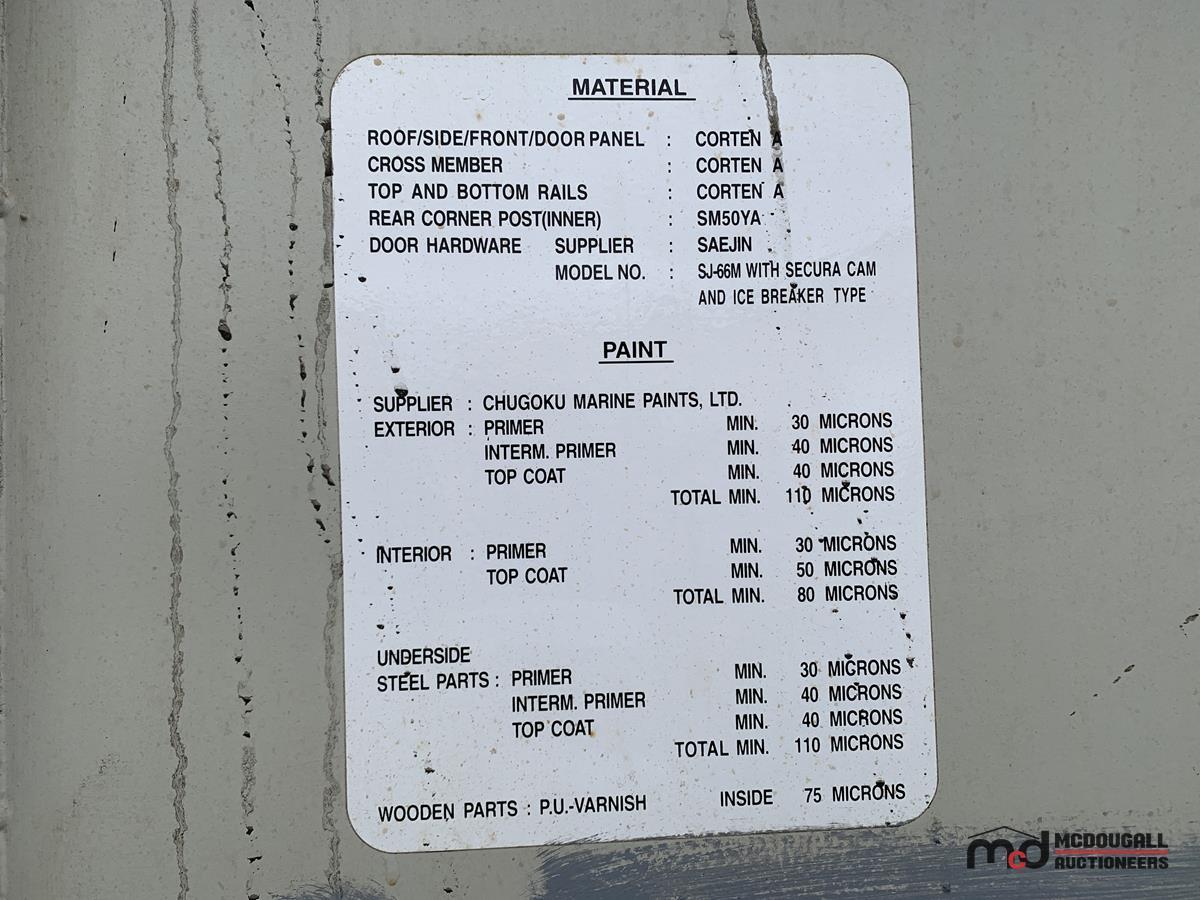 MATERIAL
ROOF/SIDE/FRONT/DOOR PANEL : CORTEN A
CROSS MEMBER : CORTEN A
TOP AND BOTTOM RAILS : CORTEN A
REAR CORNER POST(INNER) : SM50YA
DOOR HARDWARE SUPPLIER : SAEJIN
MODEL NO. : SJ-66M WITH SECURA CAM
AND ICE BREAKER TYPE
PAINT
SUPPLIER : CHUGOKU MARINE PAINTS, LTD.
EXTERIOR : PRIMER MIN. 30 MICRONS
INTERM. PRIMER MIN. 40 MICRONS
TOP COAT MIN. 40 MICRONS
TOTAL MIN. 110 MICRONS
INTERIOR : PRIMER MIN. 30 MICRONS
TOP COAT MIN. 50 MICRONS
TOTAL MIN. 80 MICRONS
UNDERSIDE
STEEL PARTS : PRIMER MIN. 30 MICRONS
INTERM. PRIMER MIN. 40 MICRONS
TOP COAT MIN. 40 MICRONS
TOTAL MIN. 110 MICRONS
WOODEN PARTS : P.U.-VARNISH INSIDE 75 MICRONS
mcd MCDOUGALL
AUCTIONEERS